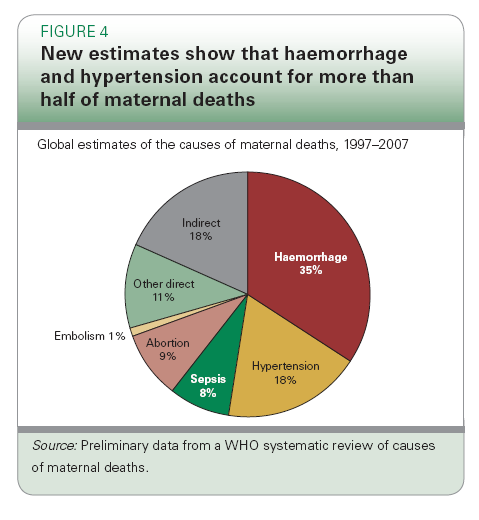 FIGURE 4
New estimates show that haemorrhage
and hypertension account for more than
half of maternal deaths
Global estimates of the causes of maternal deaths, 1997–2007
Indirect
18%
Haemorrhage
35%
Other direct
11%
Embolism 1%
Abortion
9%
Sepsis
8%
Hypertension
18%
Source: Preliminary data from a WHO systematic review of causes
of maternal deaths.